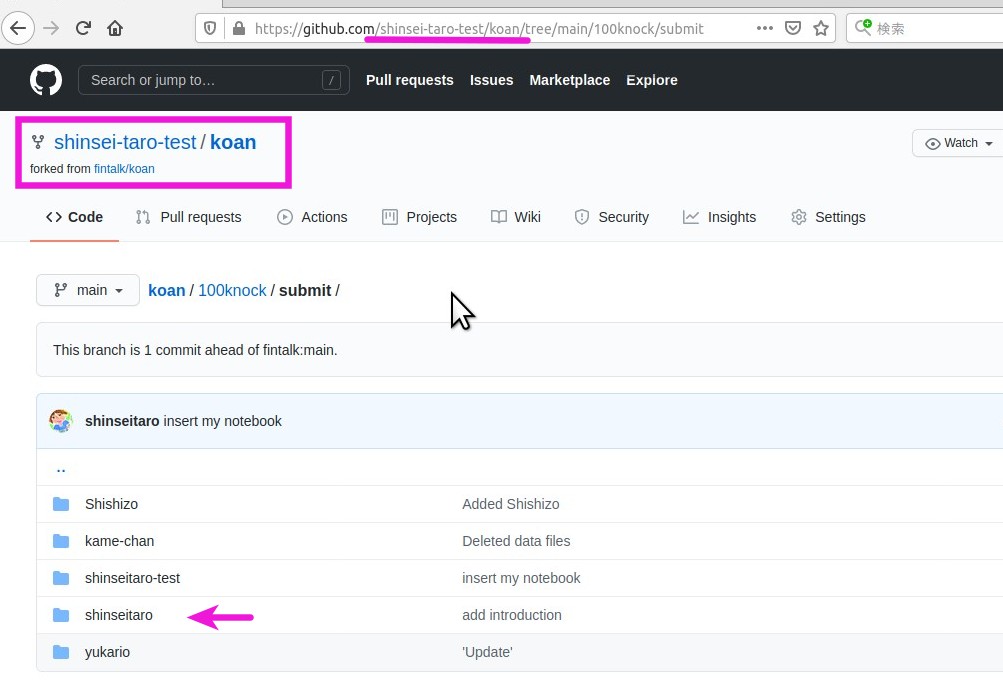 https://github.com/shinsei-taro-test/koan/tree/main/100knock/submit
検索
Search or jump to… /
Pull requests Issues Marketplace Explore
shinsei-taro-test / koan
forked from fintalk/koan
Watch
Code Pull requests Actions Projects Wiki Security Insights Settings
main koan / 100knock / submit /
This branch is 1 commit ahead of fintalk:main.
shinseitaro insert my notebook
..
Shishizo Added Shishizo
kame-chan Deleted data files
shinseitaro-test insert my notebook
shinseitaro add introduction
yukario 'Update'